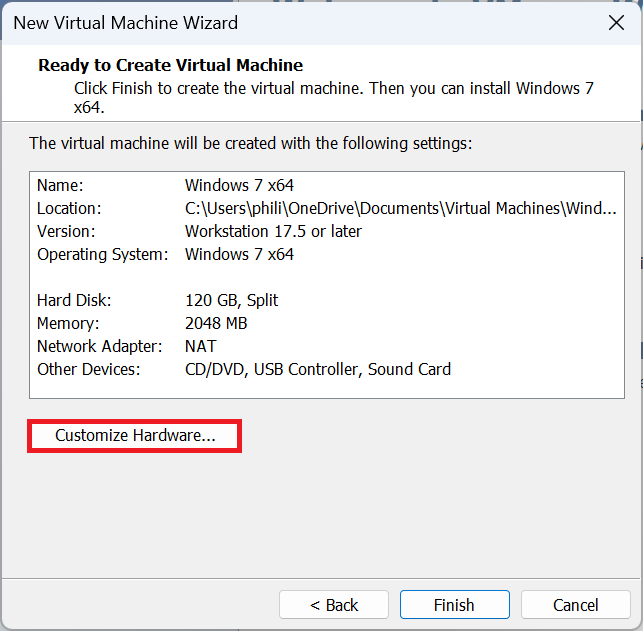 New Virtual Machine Wizard
Ready to Create Virtual Machine
Click Finish to create the virtual machine. Then you can install Windows 7
x64.
The virtual machine will be created with the following settings:
Name: Windows 7 x64
Location: C:\Users\phili\OneDrive\Documents\Virtual Machines\Wind...
Version: Workstation 17.5 or later
Operating System: Windows 7 x64
Hard Disk: 120 GB, Split
Memory: 2048 MB
Network Adapter: NAT
Other Devices: CD/DVD, USB Controller, Sound Card
Customize Hardware...
< Back Finish Cancel